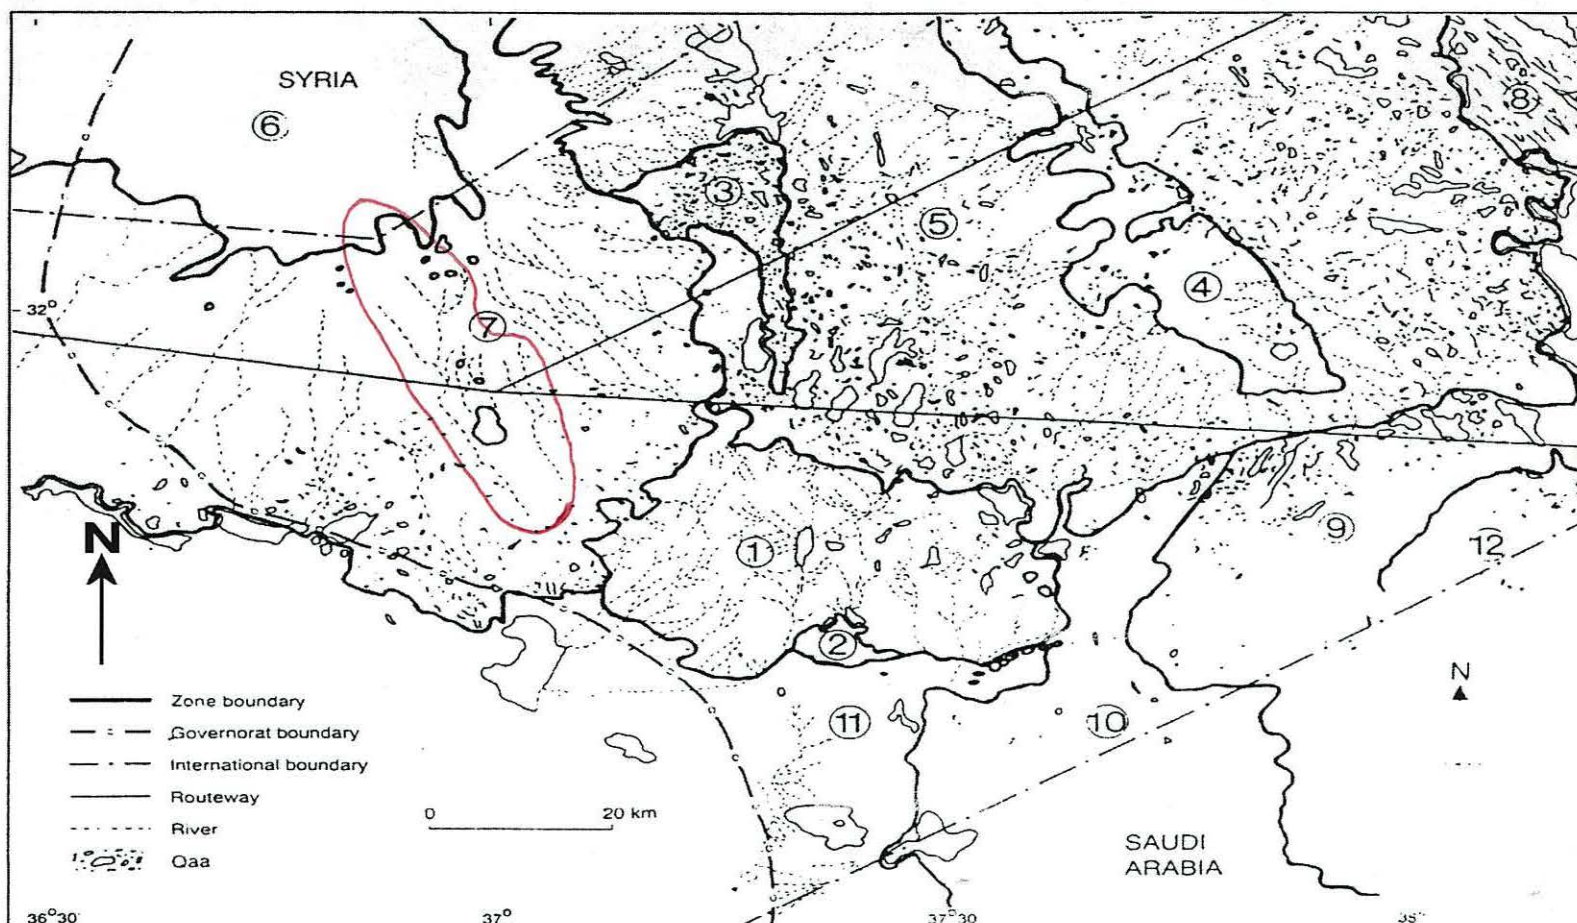 SYRIA
6
8
3
5
4
32°
7
1
9
12
N
2
N
11
10
Zone boundary
Governorat boundary
International boundary
Routeway
River
Qaa
0 20 km
SAUDI
ARABIA
36°30'
37°
37°30